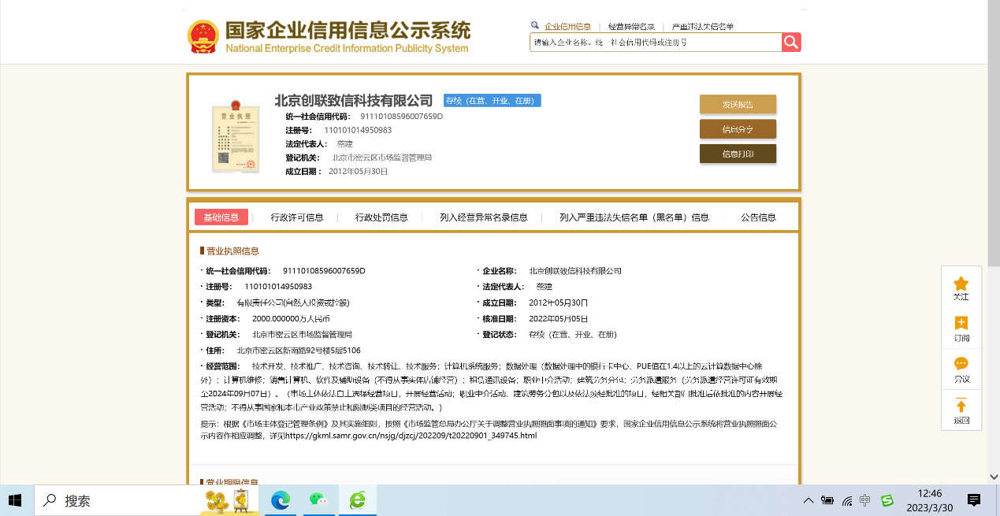 国家企业信用信息公示系统
National Enterprise Credit Information Publicity System
企业信用信息 | 经营异常名录 | 严重违法失信名单
请输入企业名称、统一社会信用代码或注册号
北京创联致信科技有限公司 存续（在营、开业、在册）
统一社会信用代码： 91110108596007659D
注册号： 110101014950983
法定代表人： 蔡建
登记机关： 北京市密云区市场监督管理局
成立日期： 2012年05月30日
发送报告
信息分享
信息打印
营业执照
基础信息 | 行政许可信息 | 行政处罚信息 | 列入经营异常名录信息 | 列入严重违法失信名单（黑名单）信息 公告信息
营业执照信息
· 统一社会信用代码： 91110108596007659D · 企业名称： 北京创联致信科技有限公司
· 注册号： 110101014950983 · 法定代表人： 蔡建
· 类型： 有限责任公司(自然人投资或控股) · 成立日期： 2012年05月30日
· 注册资本： 2000.000000万人民币 · 核准日期： 2022年05月05日
· 登记机关： 北京市密云区市场监督管理局 · 登记状态： 存续（在营、开业、在册）
· 住所： 北京市密云区新南路92号楼5层5106
· 经营范围： 技术开发、技术推广、技术咨询、技术转让、技术服务；计算机系统服务；数据处理（数据处理中的银行卡中心、PUE值在1.4以上的云计算数据中心除
外）；计算机维修；销售计算机、软件及辅助设备（不得从事实体店铺经营）；租赁通讯设备；职业中介活动；建筑劳务分包；劳务派遣服务（劳务派遣经营许可证有效期
至2024年09月07日）。（市场主体依法自主选择经营项目，开展经营活动；职业中介活动、建筑劳务分包以及依法须经批准的项目，经相关部门批准后依批准的内容开展经
营活动；不得从事国家和本市产业政策禁止和限制类项目的经营活动。）
提示：根据《市场主体登记管理条例》及其实施细则，按照《市场监管总局办公厅关于调整营业执照照面事项的通知》要求，国家企业信用信息公示系统将营业执照照面公
示内容作相应调整，详见https://gkml.samr.gov.cn/nsjg/djzcj/202209/t20220901_349745.html
营业期限信息
关注
订阅
异议
返回
搜索
中
12:46
2023/3/30